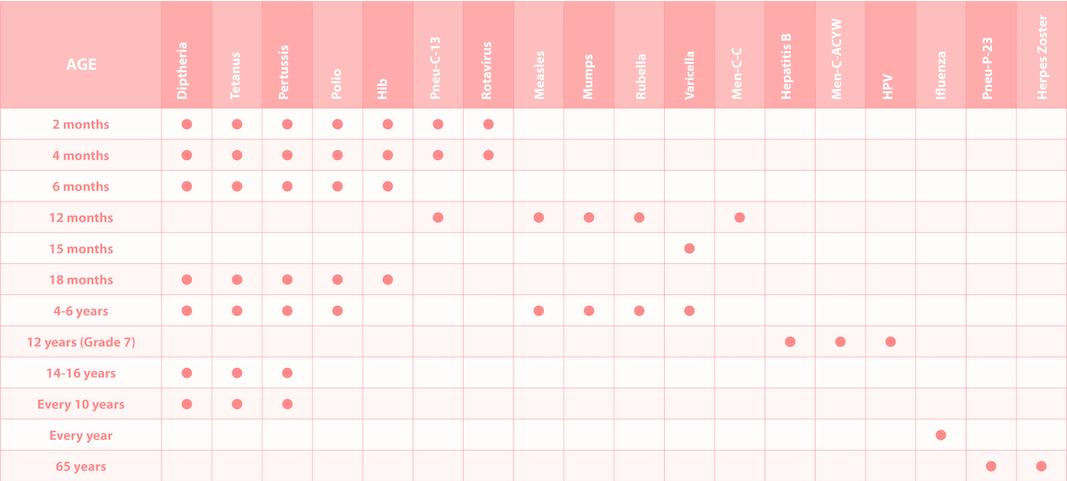 AGE
Diptheria
Tetanus
Pertussis
Polio
Hib
Pneu-C-13
Rotavirus
Measles
Mumps
Rubella
Varicella
Men-C-C
Hepatitis B
Men-C-ACYW
HPV
Ifluenza
Pneu-P-23
Herpes Zoster
2 months
4 months
6 months
12 months
15 months
18 months
4-6 years
12 years (Grade 7)
14-16 years
Every 10 years
Every year
65 years